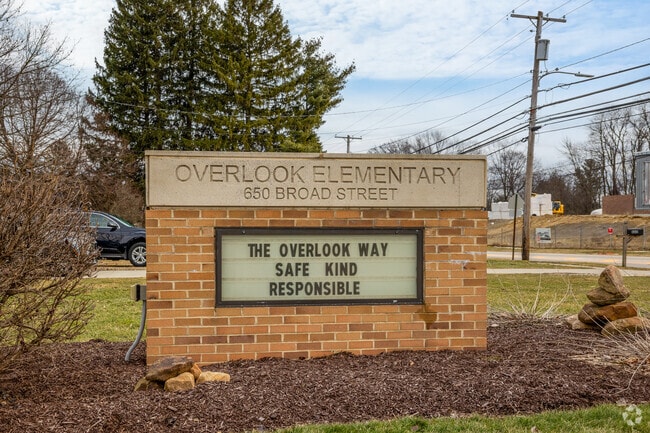 OVERLOOK ELEMENTARY
650 BROAD STREET
THE OVERLOOK WAY
SAFE KIND
RESPONSIBLE